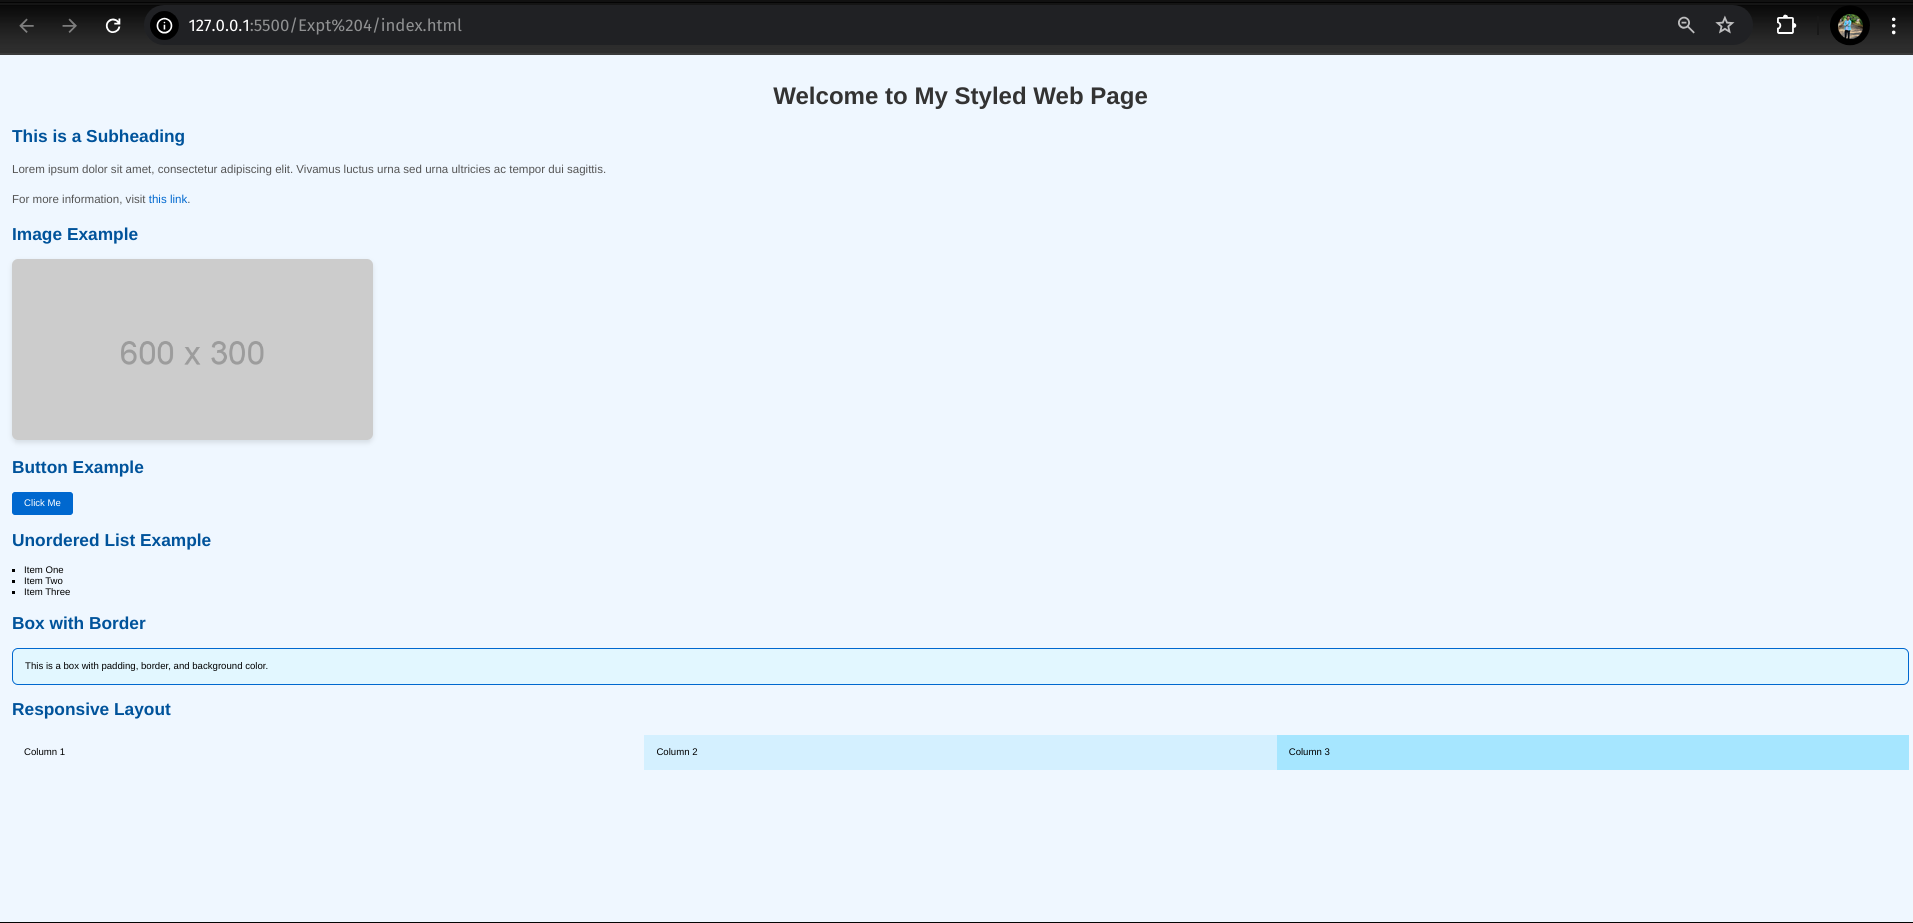 127.0.0.1:5500/Expt%204/index.html
Welcome to My Styled Web Page
This is a Subheading
Lorem ipsum dolor sit amet, consectetur adipiscing elit. Vivamus luctus urna sed urna ultricies ac tempor dui sagittis.
For more information, visit this link.
Image Example
600 x 300
Button Example
Click Me
Unordered List Example
Item One
Item Two
Item Three
Box with Border
This is a box with padding, border, and background color.
Responsive Layout
Column 1
Column 2
Column 3